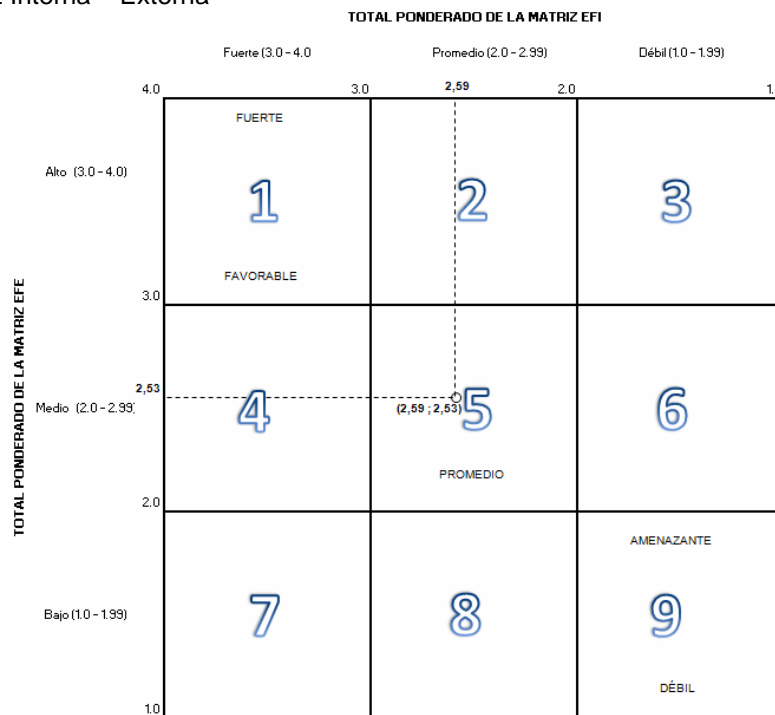 Interna – Externa
TOTAL PONDERADO DE LA MATRIZ EFI
Fuerte (3.0 - 4.0
Promedio (2.0 - 2.99)
Débil (1.0 - 1.99)
4.0
3.0
2,59
2.0
1.
FUERTE
Alto (3.0 - 4.0)
1
2
3
FAVORABLE
3.0
TOTAL PONDERADO DE LA MATRIZ EFE
2,53
Medio (2.0 - 2.99)
4
(2,59 ; 2,53)
5
6
PROMEDIO
2.0
AMENAZANTE
Bajo (1.0 - 1.99)
7
8
9
DÉBIL
1.0